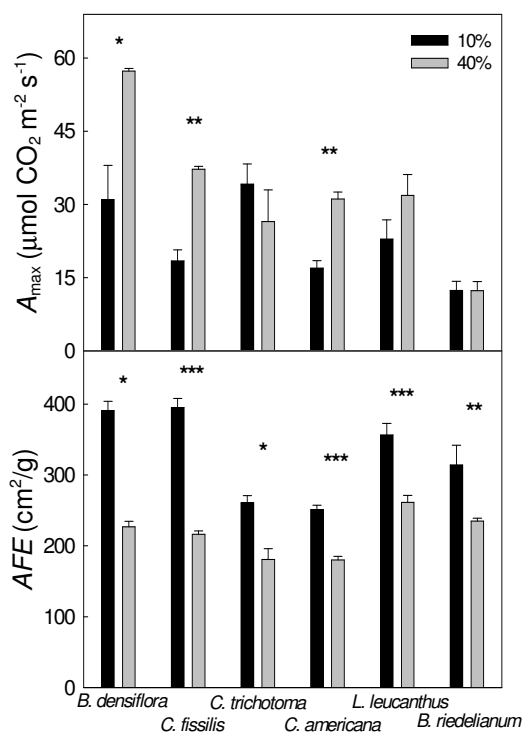 60
45
30
15
0
A_max (µmol CO₂ m⁻² s⁻¹)
10%
40%
*
**
**
400
300
200
100
0
AFE (cm²/g)
*
***
*
***
***
**
B. densiflora
C. fissilis
C. trichotoma
C. americana
L. leucanthus
B. riedelianum